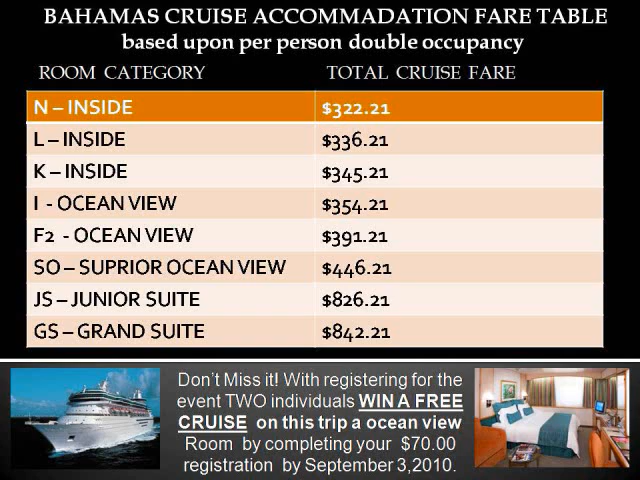 BAHAMAS CRUISE ACCOMMADATION FARE TABLE
based upon per person double occupancy
ROOM CATEGORY TOTAL CRUISE FARE
N – INSIDE $322.21
L – INSIDE $336.21
K – INSIDE $345.21
I - OCEAN VIEW $354.21
F2 - OCEAN VIEW $391.21
SO – SUPRIOR OCEAN VIEW $446.21
JS – JUNIOR SUITE $826.21
GS – GRAND SUITE $842.21
Don't Miss it! With registering for the
event TWO individuals WIN A FREE
CRUISE on this trip a ocean view
Room by completing your $70.00
registration by September 3,2010.